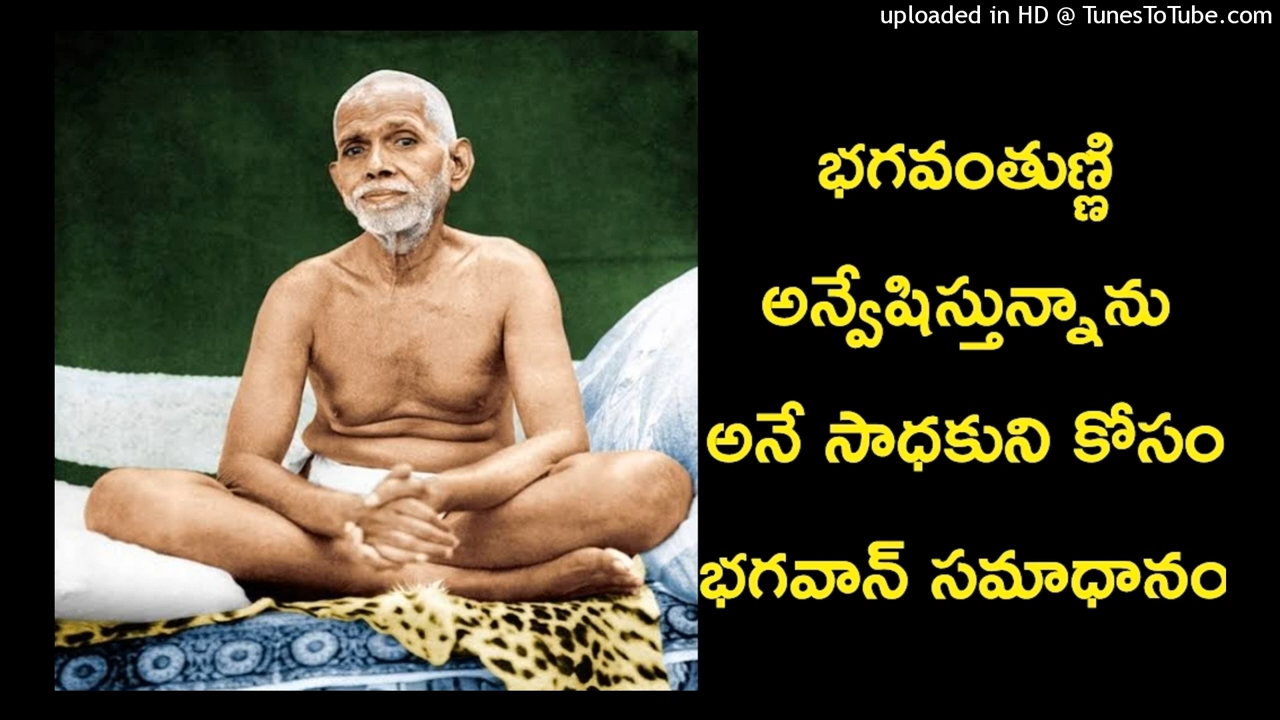 uploaded in HD @ TunesToTube.com
భగవంతుణ్ణి
అన్వేషిస్తున్నాను
అనే సాధకుని కోసం
భగవాన్ సమాధానం